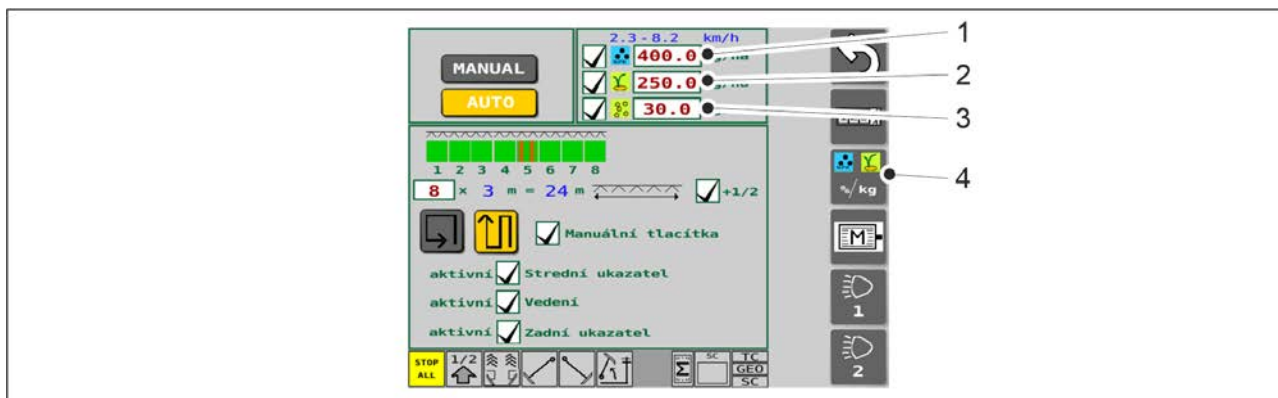 2.3-8.2 km/h
1
MANUAL
400.0
2
250.0
AUTO
3
30.0
1 2 3 4 5 6 7 8
%/kg
4
8 x 3 m = 24 m +1/2
M
Manuální tlacítka
aktivní Strední ukazatel
aktivní Vedení
1
aktivní Zadní ukazatel
STOP ALL
1/2
Σ
SC
TC
GEO
SC
2